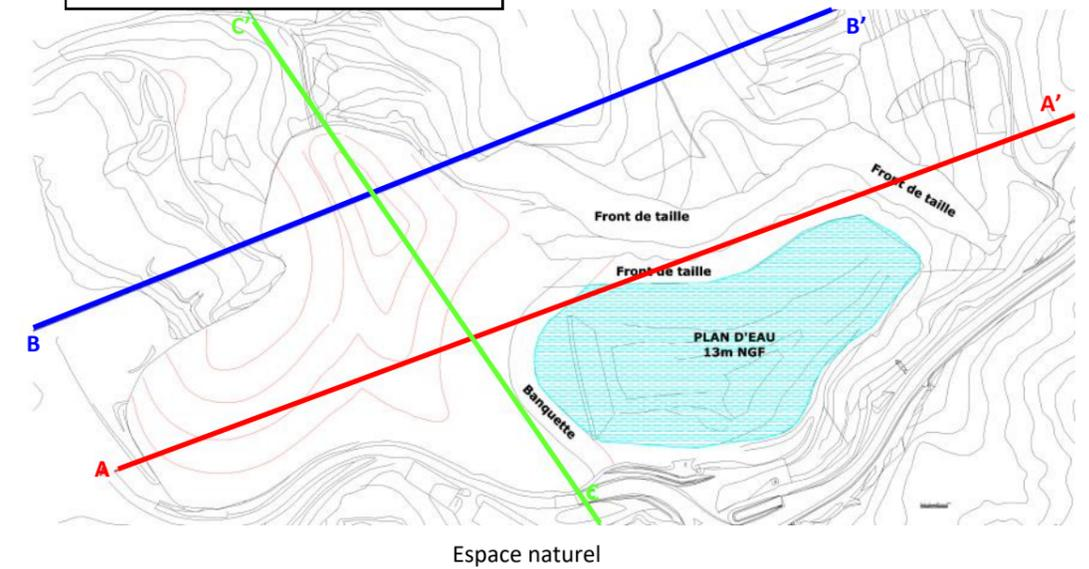 C'
B'
A'
Front de taille
Front de taille
Front de taille
PLAN D'EAU
13m NGF
B
Banquette
A
C
Espace naturel